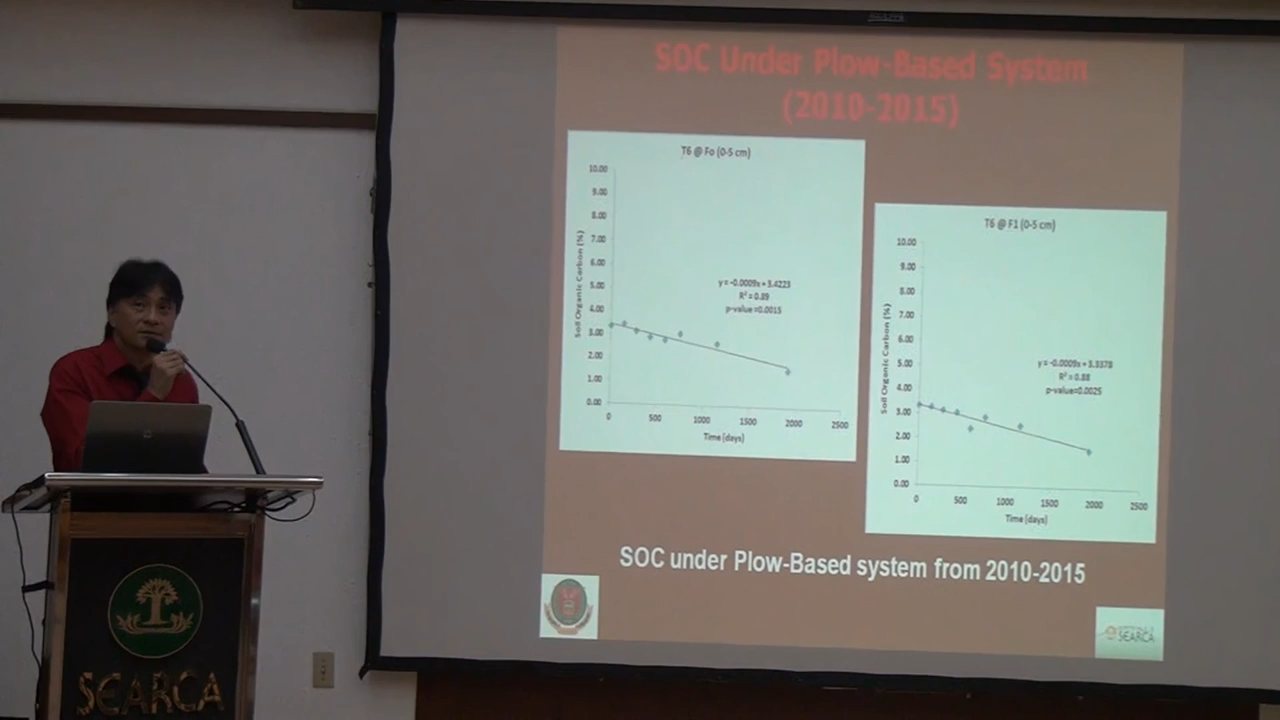 SOC Under Plow-Based System
(2010-2015)
T6 @ Fo (0-5 cm)
Soil Organic Carbon (%)
10.00
9.00
8.00
7.00
6.00
5.00
4.00
3.00
2.00
1.00
0.00
y = -0.0009x + 3.4223
R² = 0.89
p-value =0.0015
0 500 1000 1500 2000 2500
Time (days)
T6 @ F1 (0-5 cm)
Soil Organic Carbon (%)
10.00
9.00
8.00
7.00
6.00
5.00
4.00
3.00
2.00
1.00
0.00
y = -0.0009x + 3.3378
R² = 0.88
p-value=0.0025
0 500 1000 1500 2000 2500
Time (days)
SOC under Plow-Based system from 2010-2015
SEARCA
SEARCA